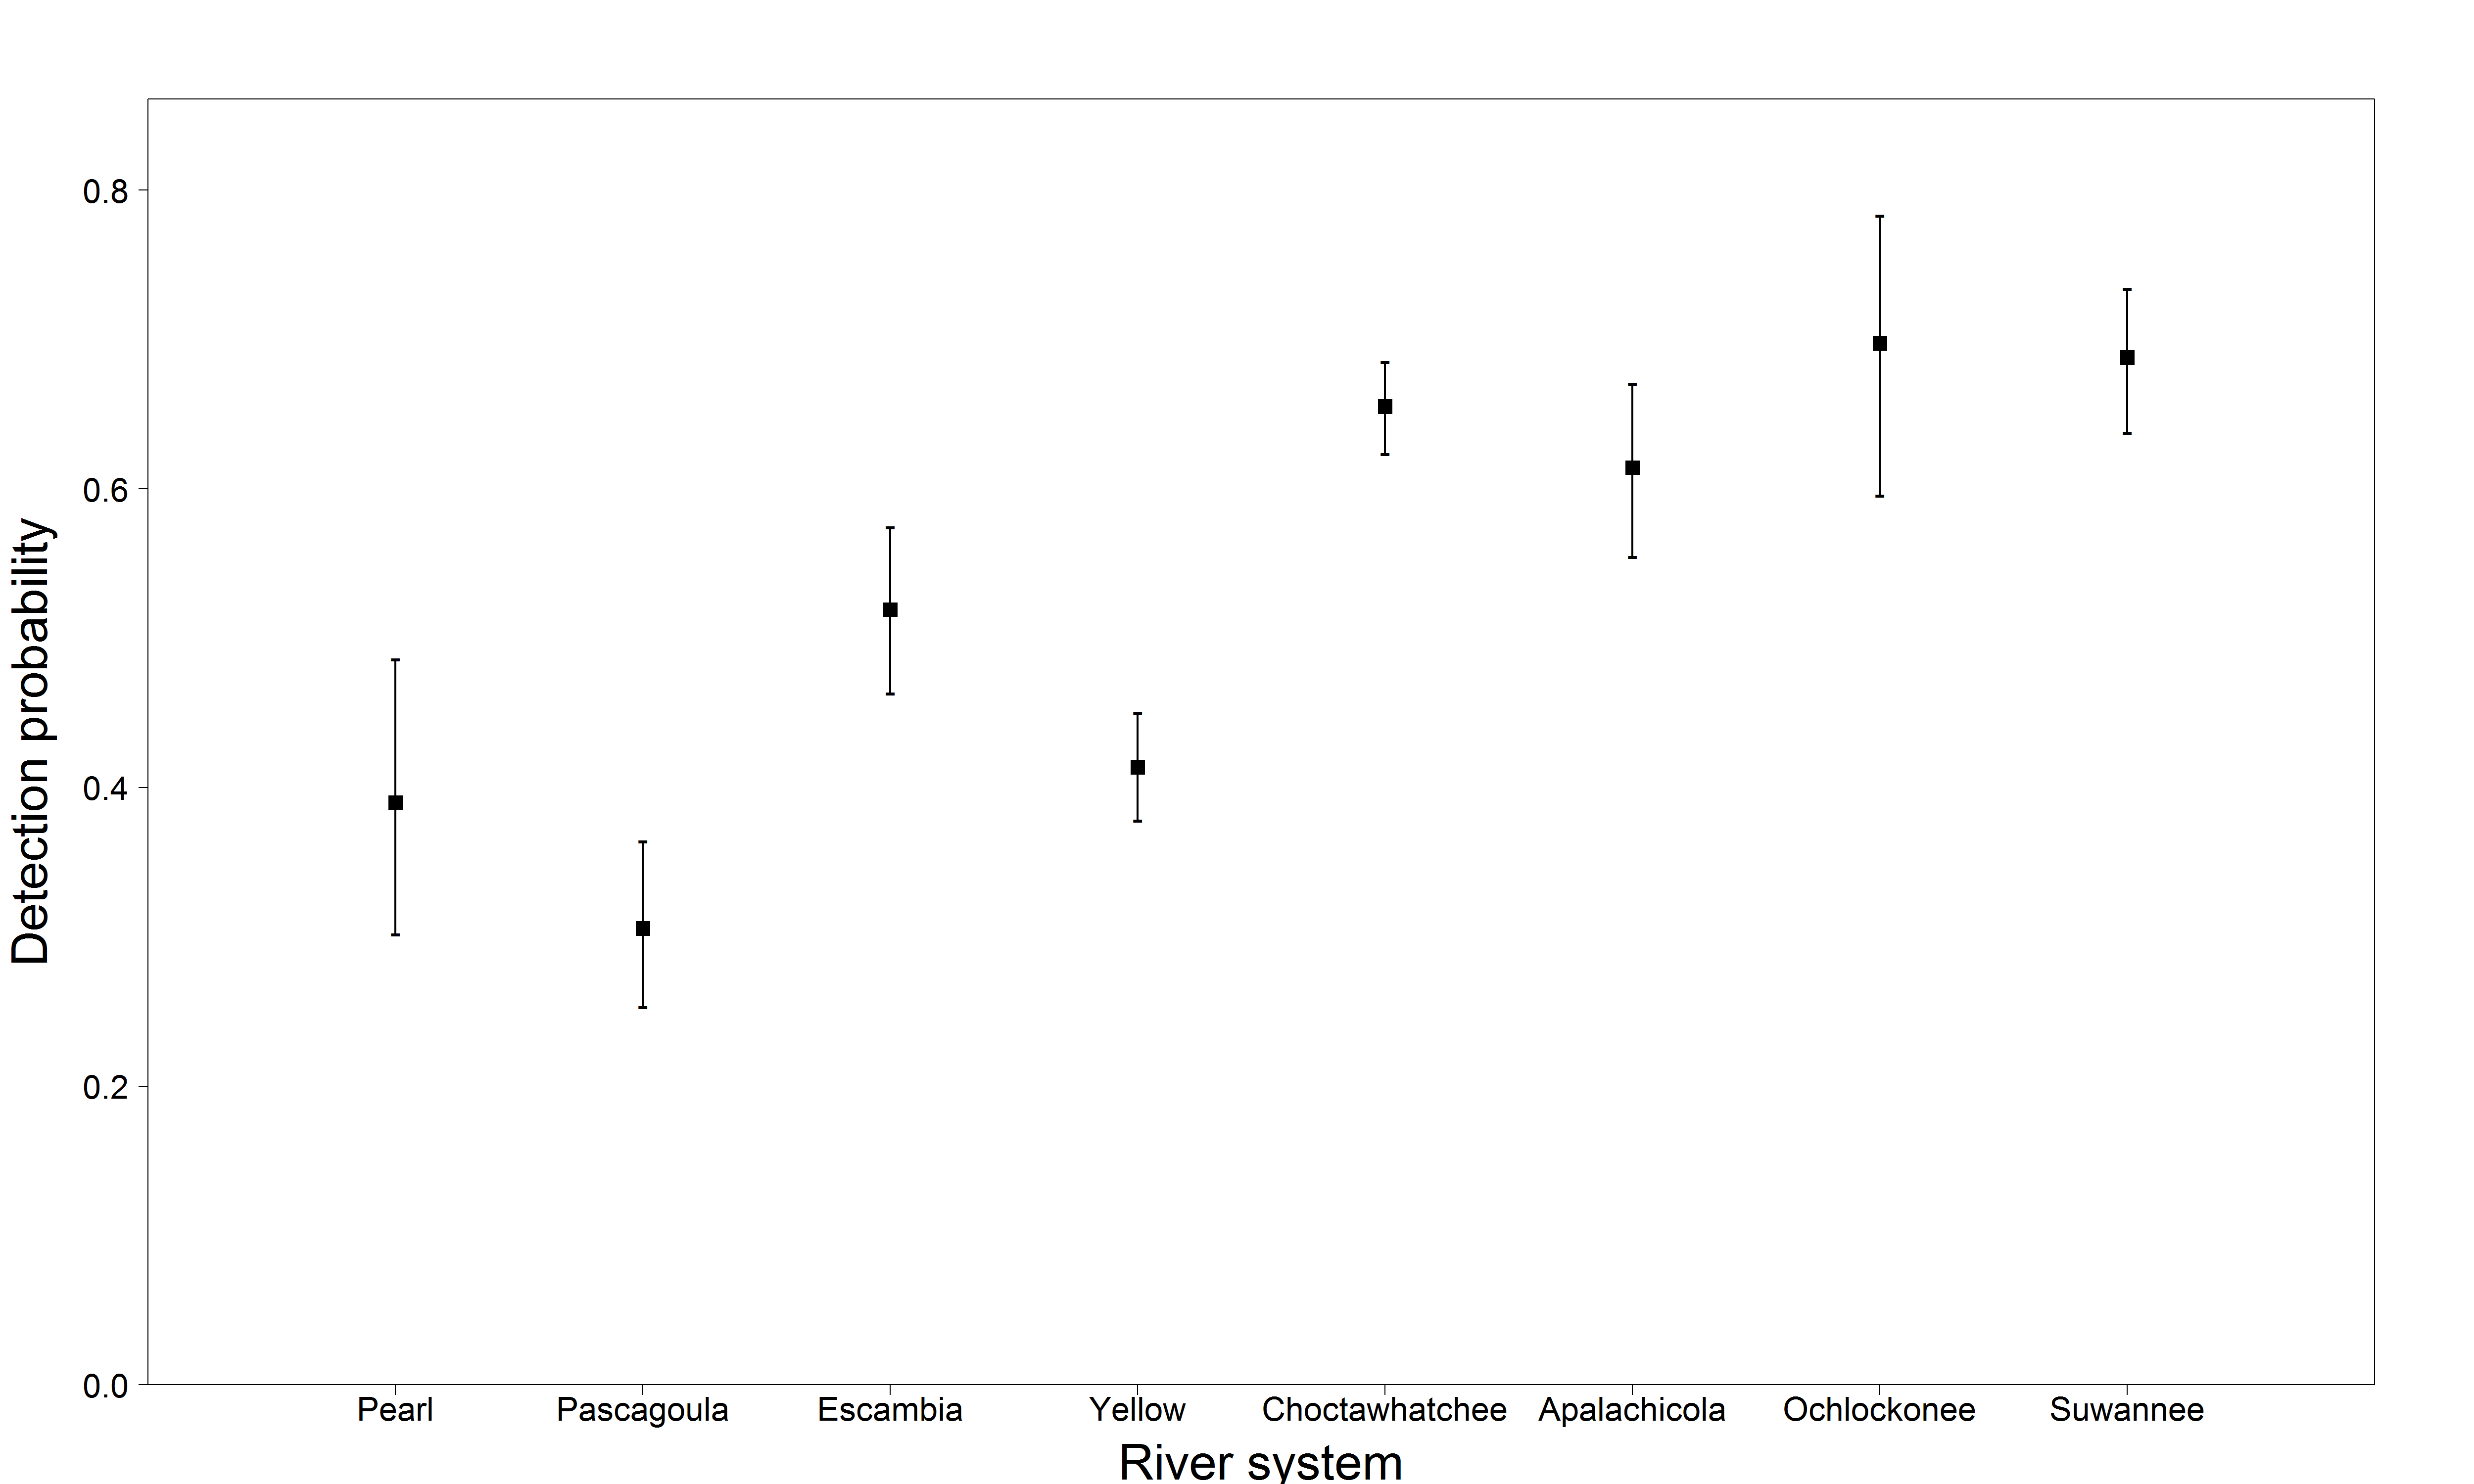 Detection probability
0.8
0.6
0.4
0.2
0.0
Pearl Pascagoula Escambia Yellow Choctawhatchee Apalachicola Ochlockonee Suwannee
River system